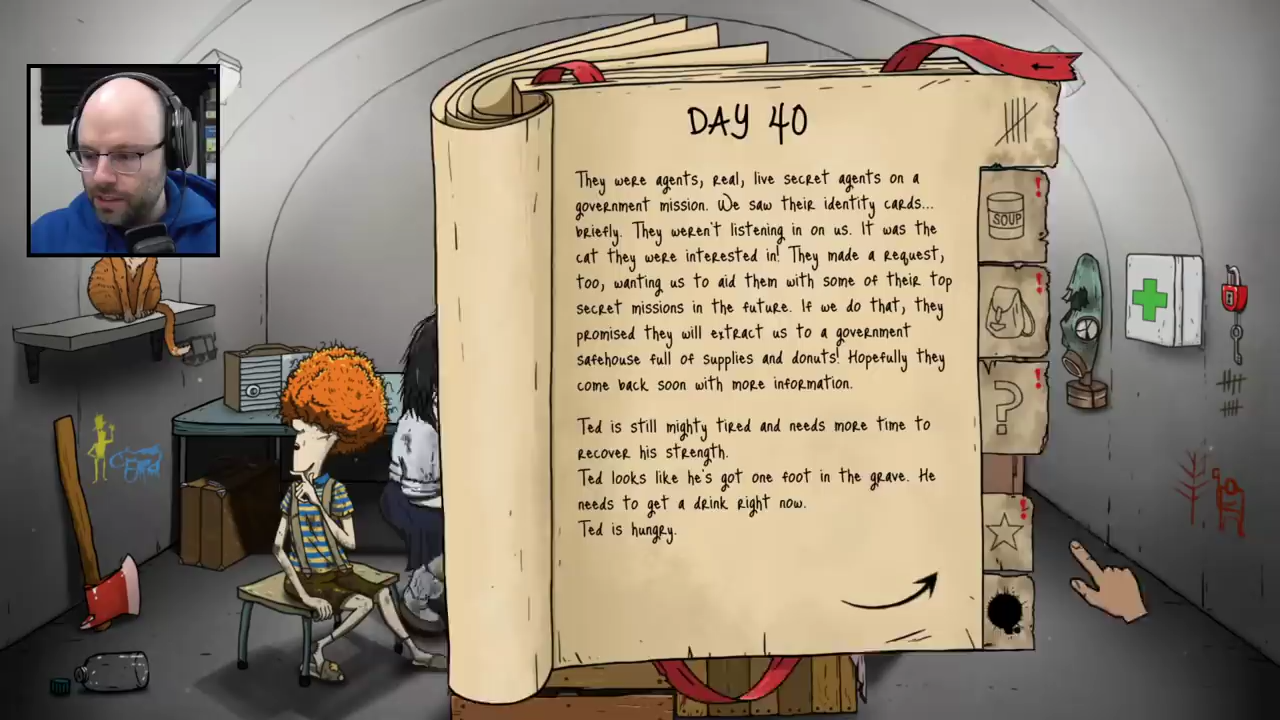 DAY 40
They were agents, real, live secret agents on a
government mission. We saw their identity cards...
briefly. They weren't listening in on us. It was the
cat they were interested in! They made a request,
too, wanting us to aid them with some of their top
secret missions in the future. If we do that, they
promised they will extract us to a government
safehouse full of supplies and donuts! Hopefully they
come back soon with more information.
Ted is still mighty tired and needs more time to
recover his strength.
Ted looks like he's got one foot in the grave. He
needs to get a drink right now.
Ted is hungry.
!
SOUP
!
!
?
!